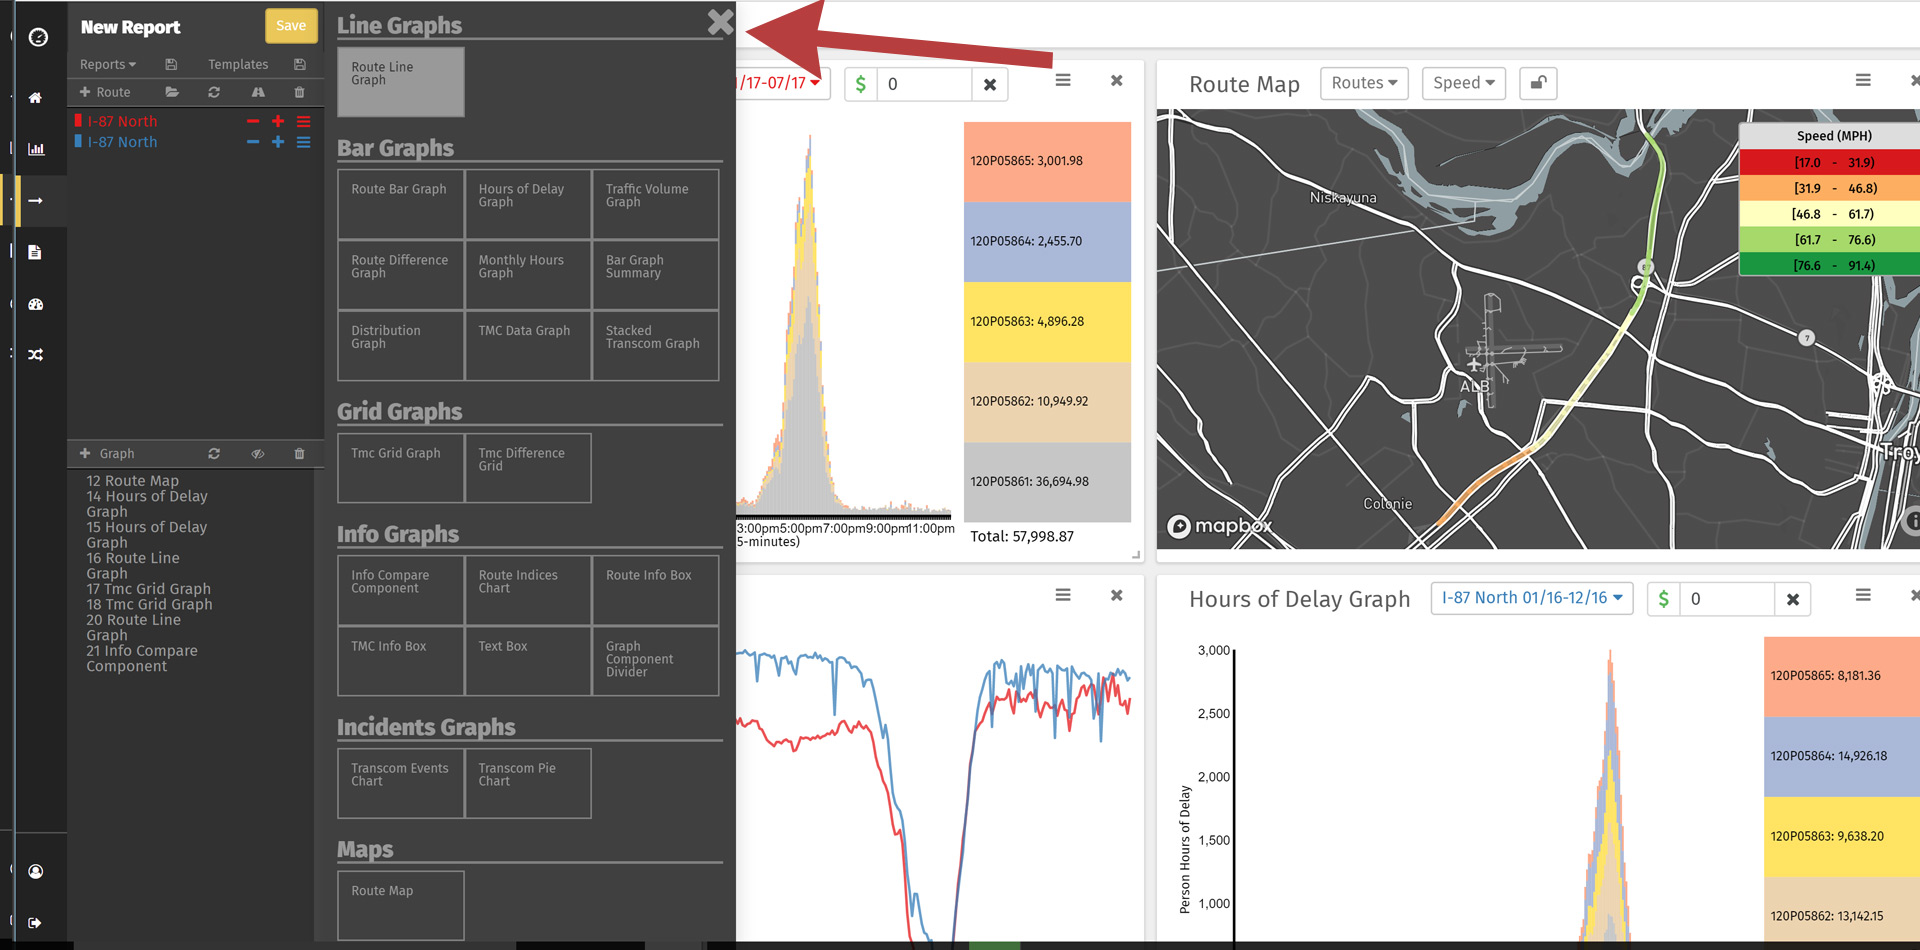 New Report
Save
Reports
Templates
Route
I-87 North
I-87 North
Graph
12 Route Map
14 Hours of Delay
Graph
15 Hours of Delay
Graph
16 Route Line
Graph
17 Tmc Grid Graph
18 Tmc Grid Graph
20 Route Line
Graph
21 Info Compare
Component
Line Graphs
Route Line
Graph
Bar Graphs
Route Bar Graph
Hours of Delay
Graph
Traffic Volume
Graph
Route Difference
Graph
Monthly Hours
Graph
Bar Graph
Summary
Distribution
Graph
TMC Data Graph
Stacked
Transcom Graph
Grid Graphs
Tmc Grid Graph
Tmc Difference
Grid
Info Graphs
Info Compare
Component
Route Indices
Chart
Route Info Box
TMC Info Box
Text Box
Graph
Component
Divider
Incidents Graphs
Transcom Events
Chart
Transcom Pie
Chart
Maps
Route Map
1/17-07/17
$ 0
120P05865: 3,001.98
120P05864: 2,455.70
120P05863: 4,896.28
120P05862: 10,949.92
120P05861: 36,694.98
Total: 57,998.87
3:00pm5:00pm7:00pm9:00pm11:00pm
5-minutes)
Route Map
Routes
Speed
Speed (MPH)
[17.0 - 31.9)
[31.9 - 46.8)
[46.8 - 61.7)
[61.7 - 76.6)
[76.6 - 91.4)
Niskayuna
87
7
ALB
Troy
Colonie
mapbox
Hours of Delay Graph
I-87 North 01/16-12/16
$ 0
3,000
2,500
2,000
1,500
1,000
Person Hours of Delay
120P05865: 8,181.36
120P05864: 14,926.18
120P05863: 9,638.20
120P05862: 13,142.15